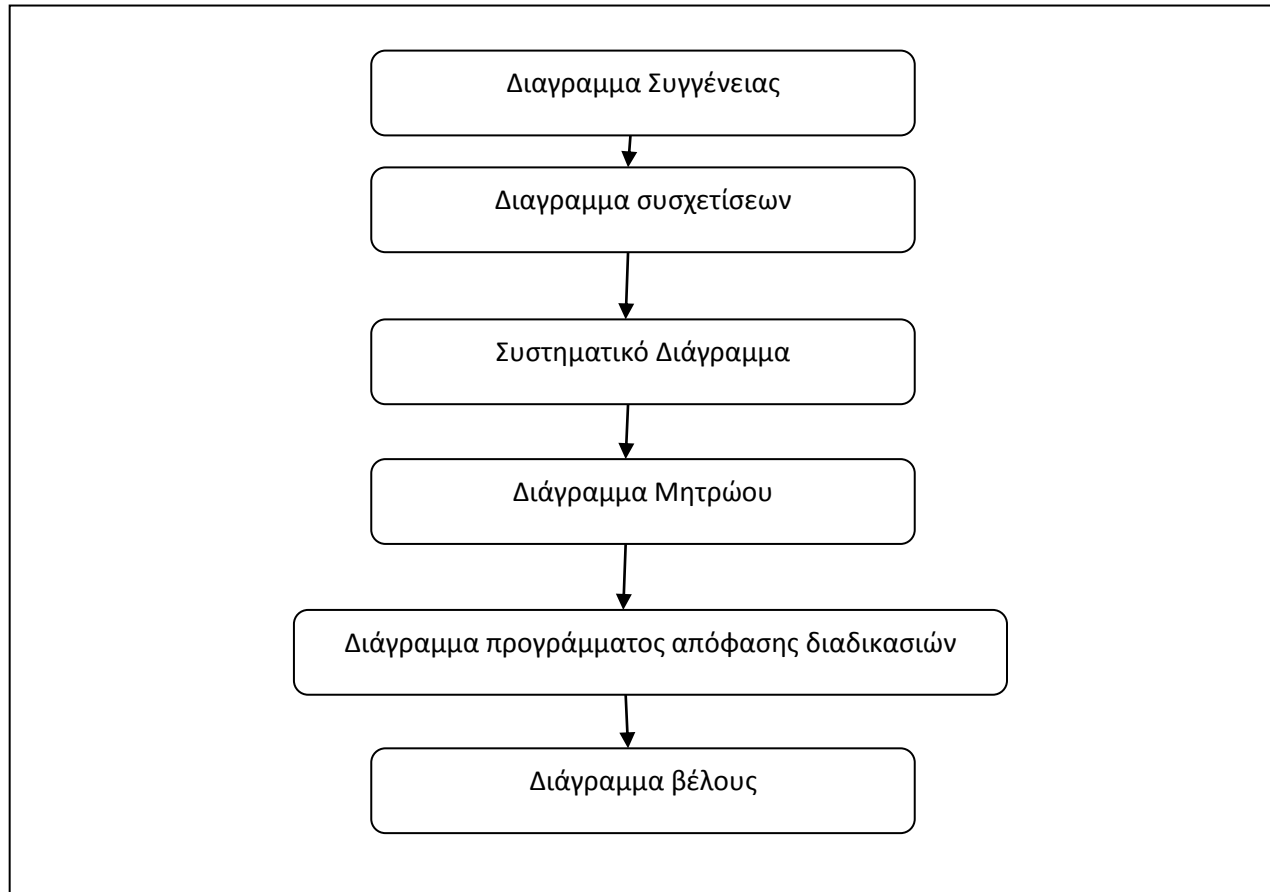 Διαγραμμα Συγγένειας
Διαγραμμα συσχετίσεων
Συστηματικό Διάγραμμα
Διάγραμμα Μητρώου
Διάγραμμα προγράμματος απόφασης διαδικασιών
Διάγραμμα βέλους